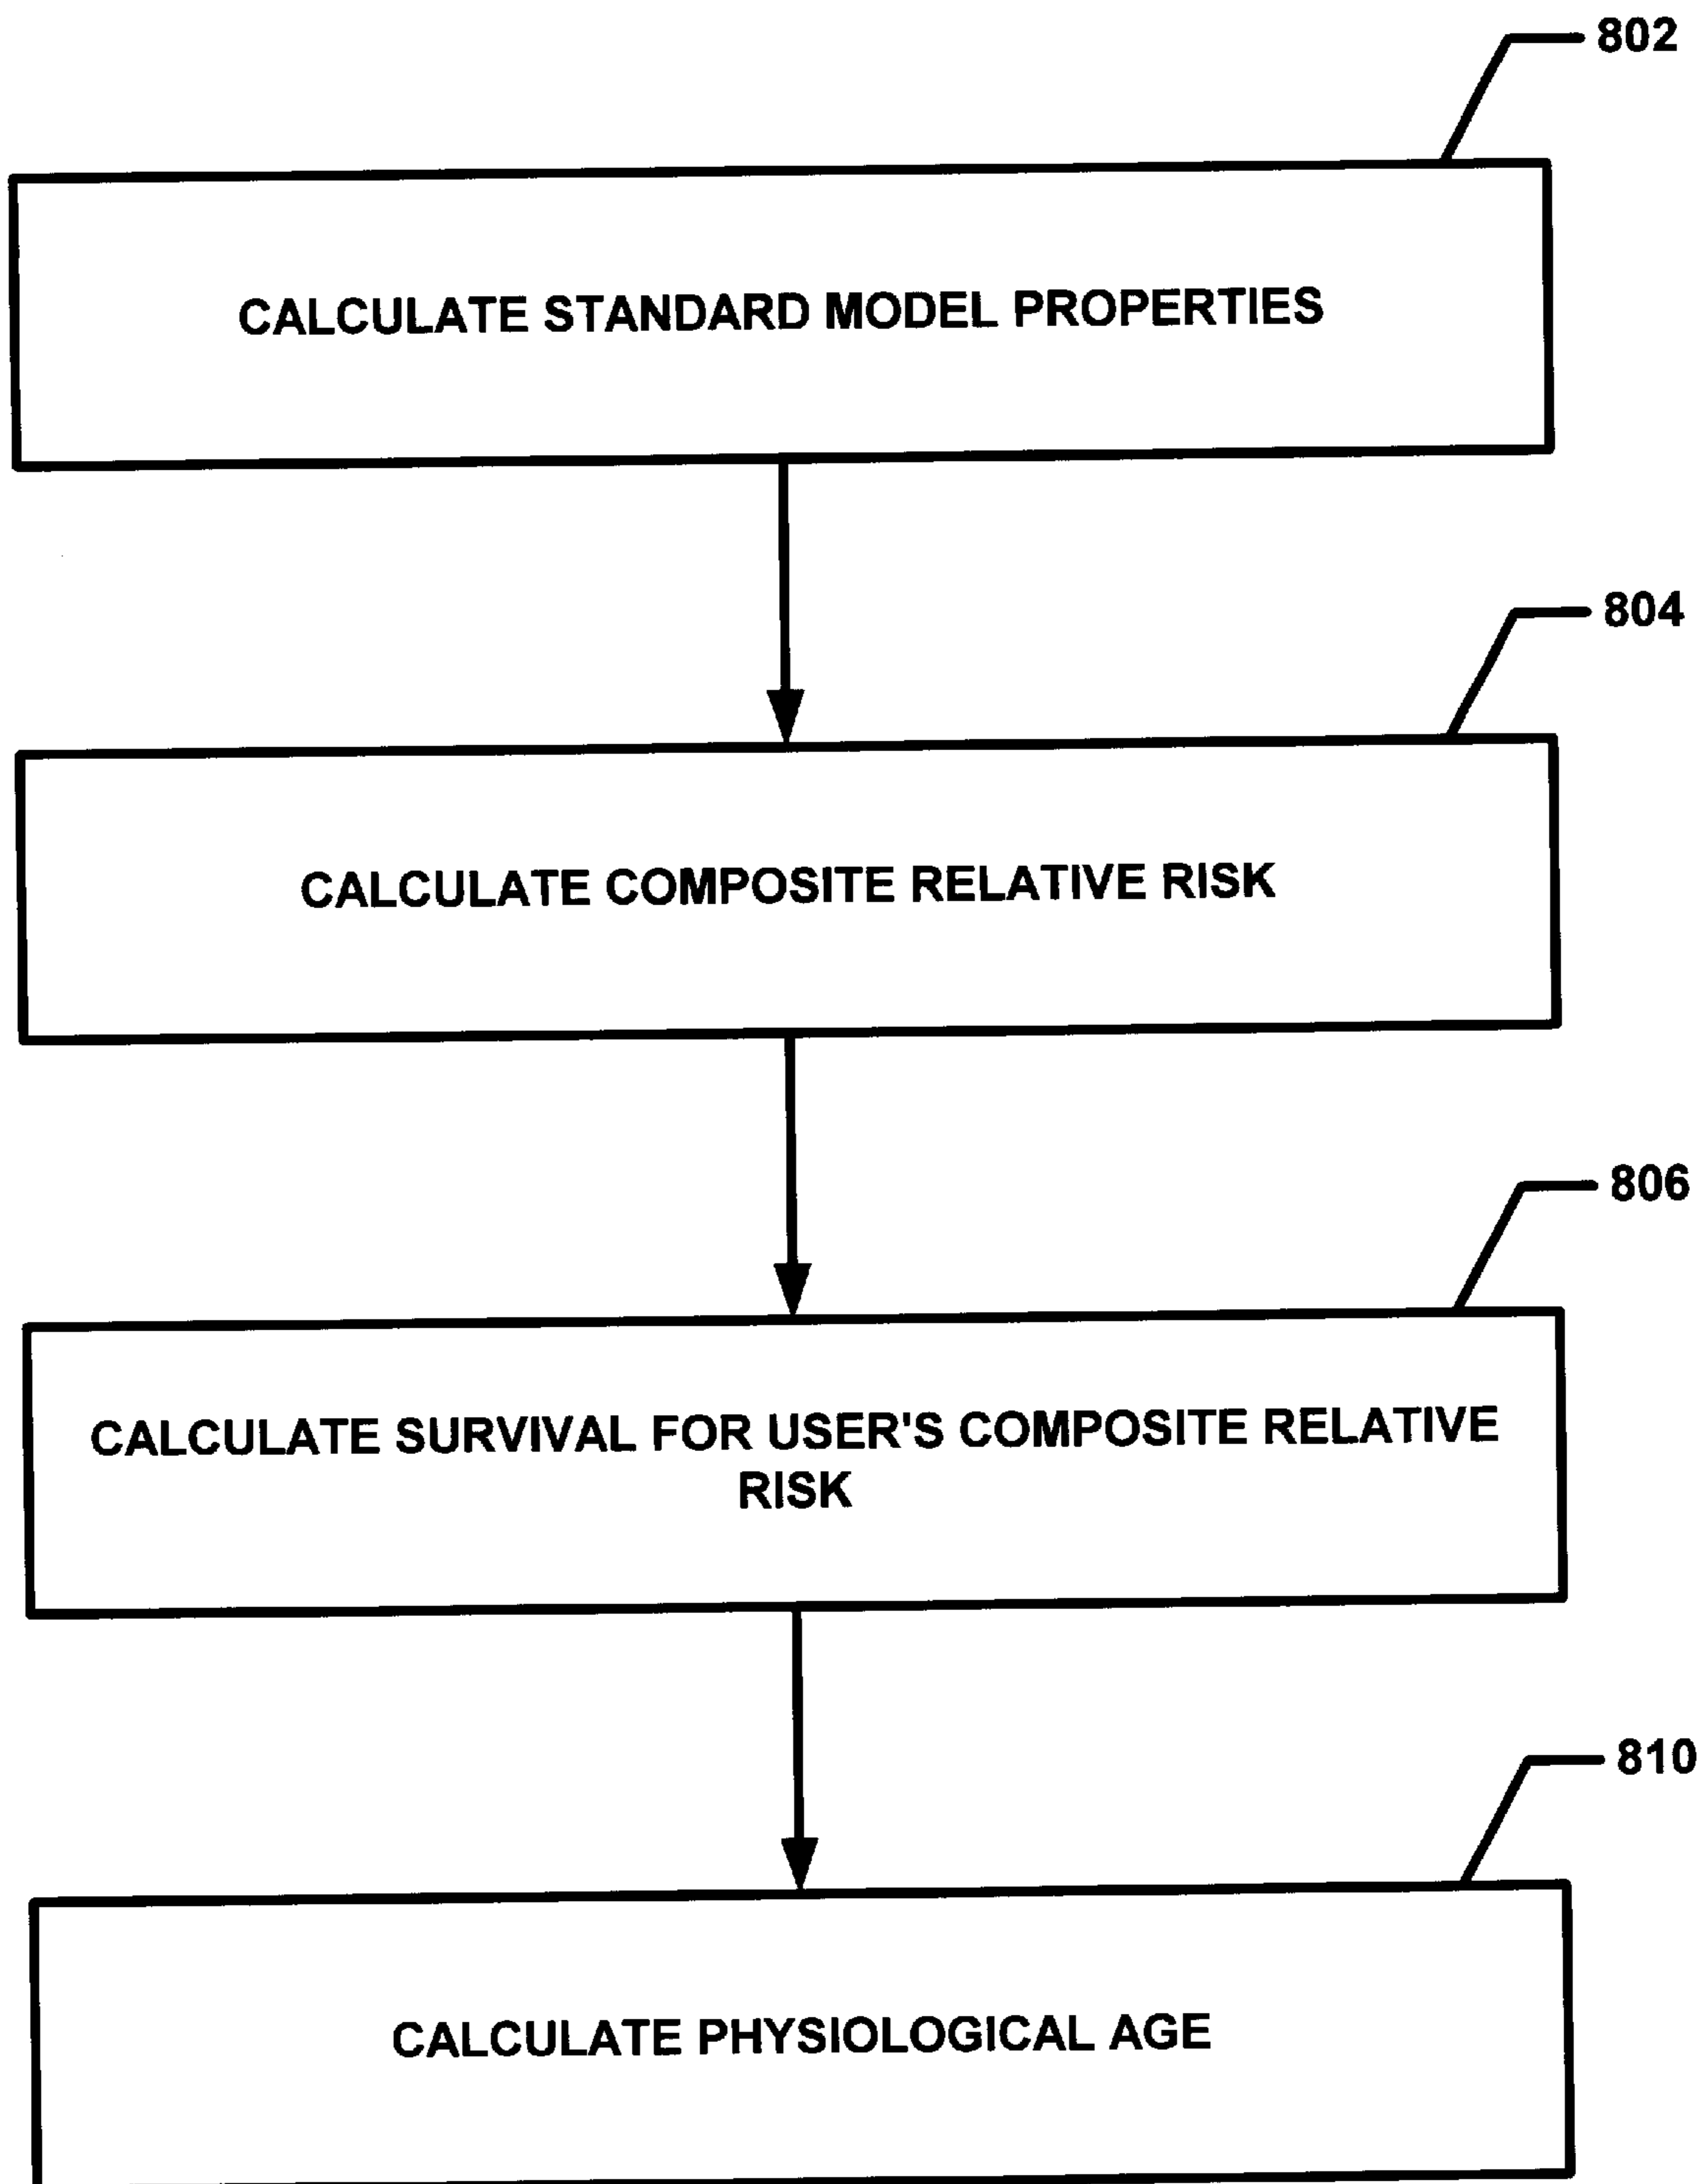 802
CALCULATE STANDARD MODEL PROPERTIES
804
CALCULATE COMPOSITE RELATIVE RISK
806
CALCULATE SURVIVAL FOR USER'S COMPOSITE RELATIVE
RISK
810
CALCULATE PHYSIOLOGICAL AGE